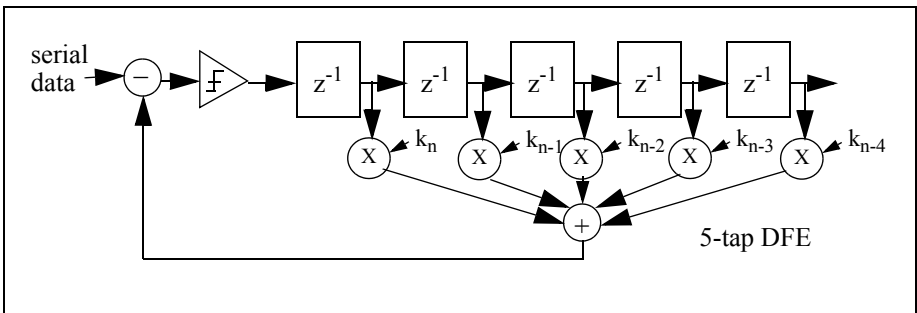 serial
data
−
z⁻¹ z⁻¹ z⁻¹ z⁻¹ z⁻¹
X kₙ X kₙ₋₁ X kₙ₋₂ X kₙ₋₃ X kₙ₋₄
+
5-tap DFE